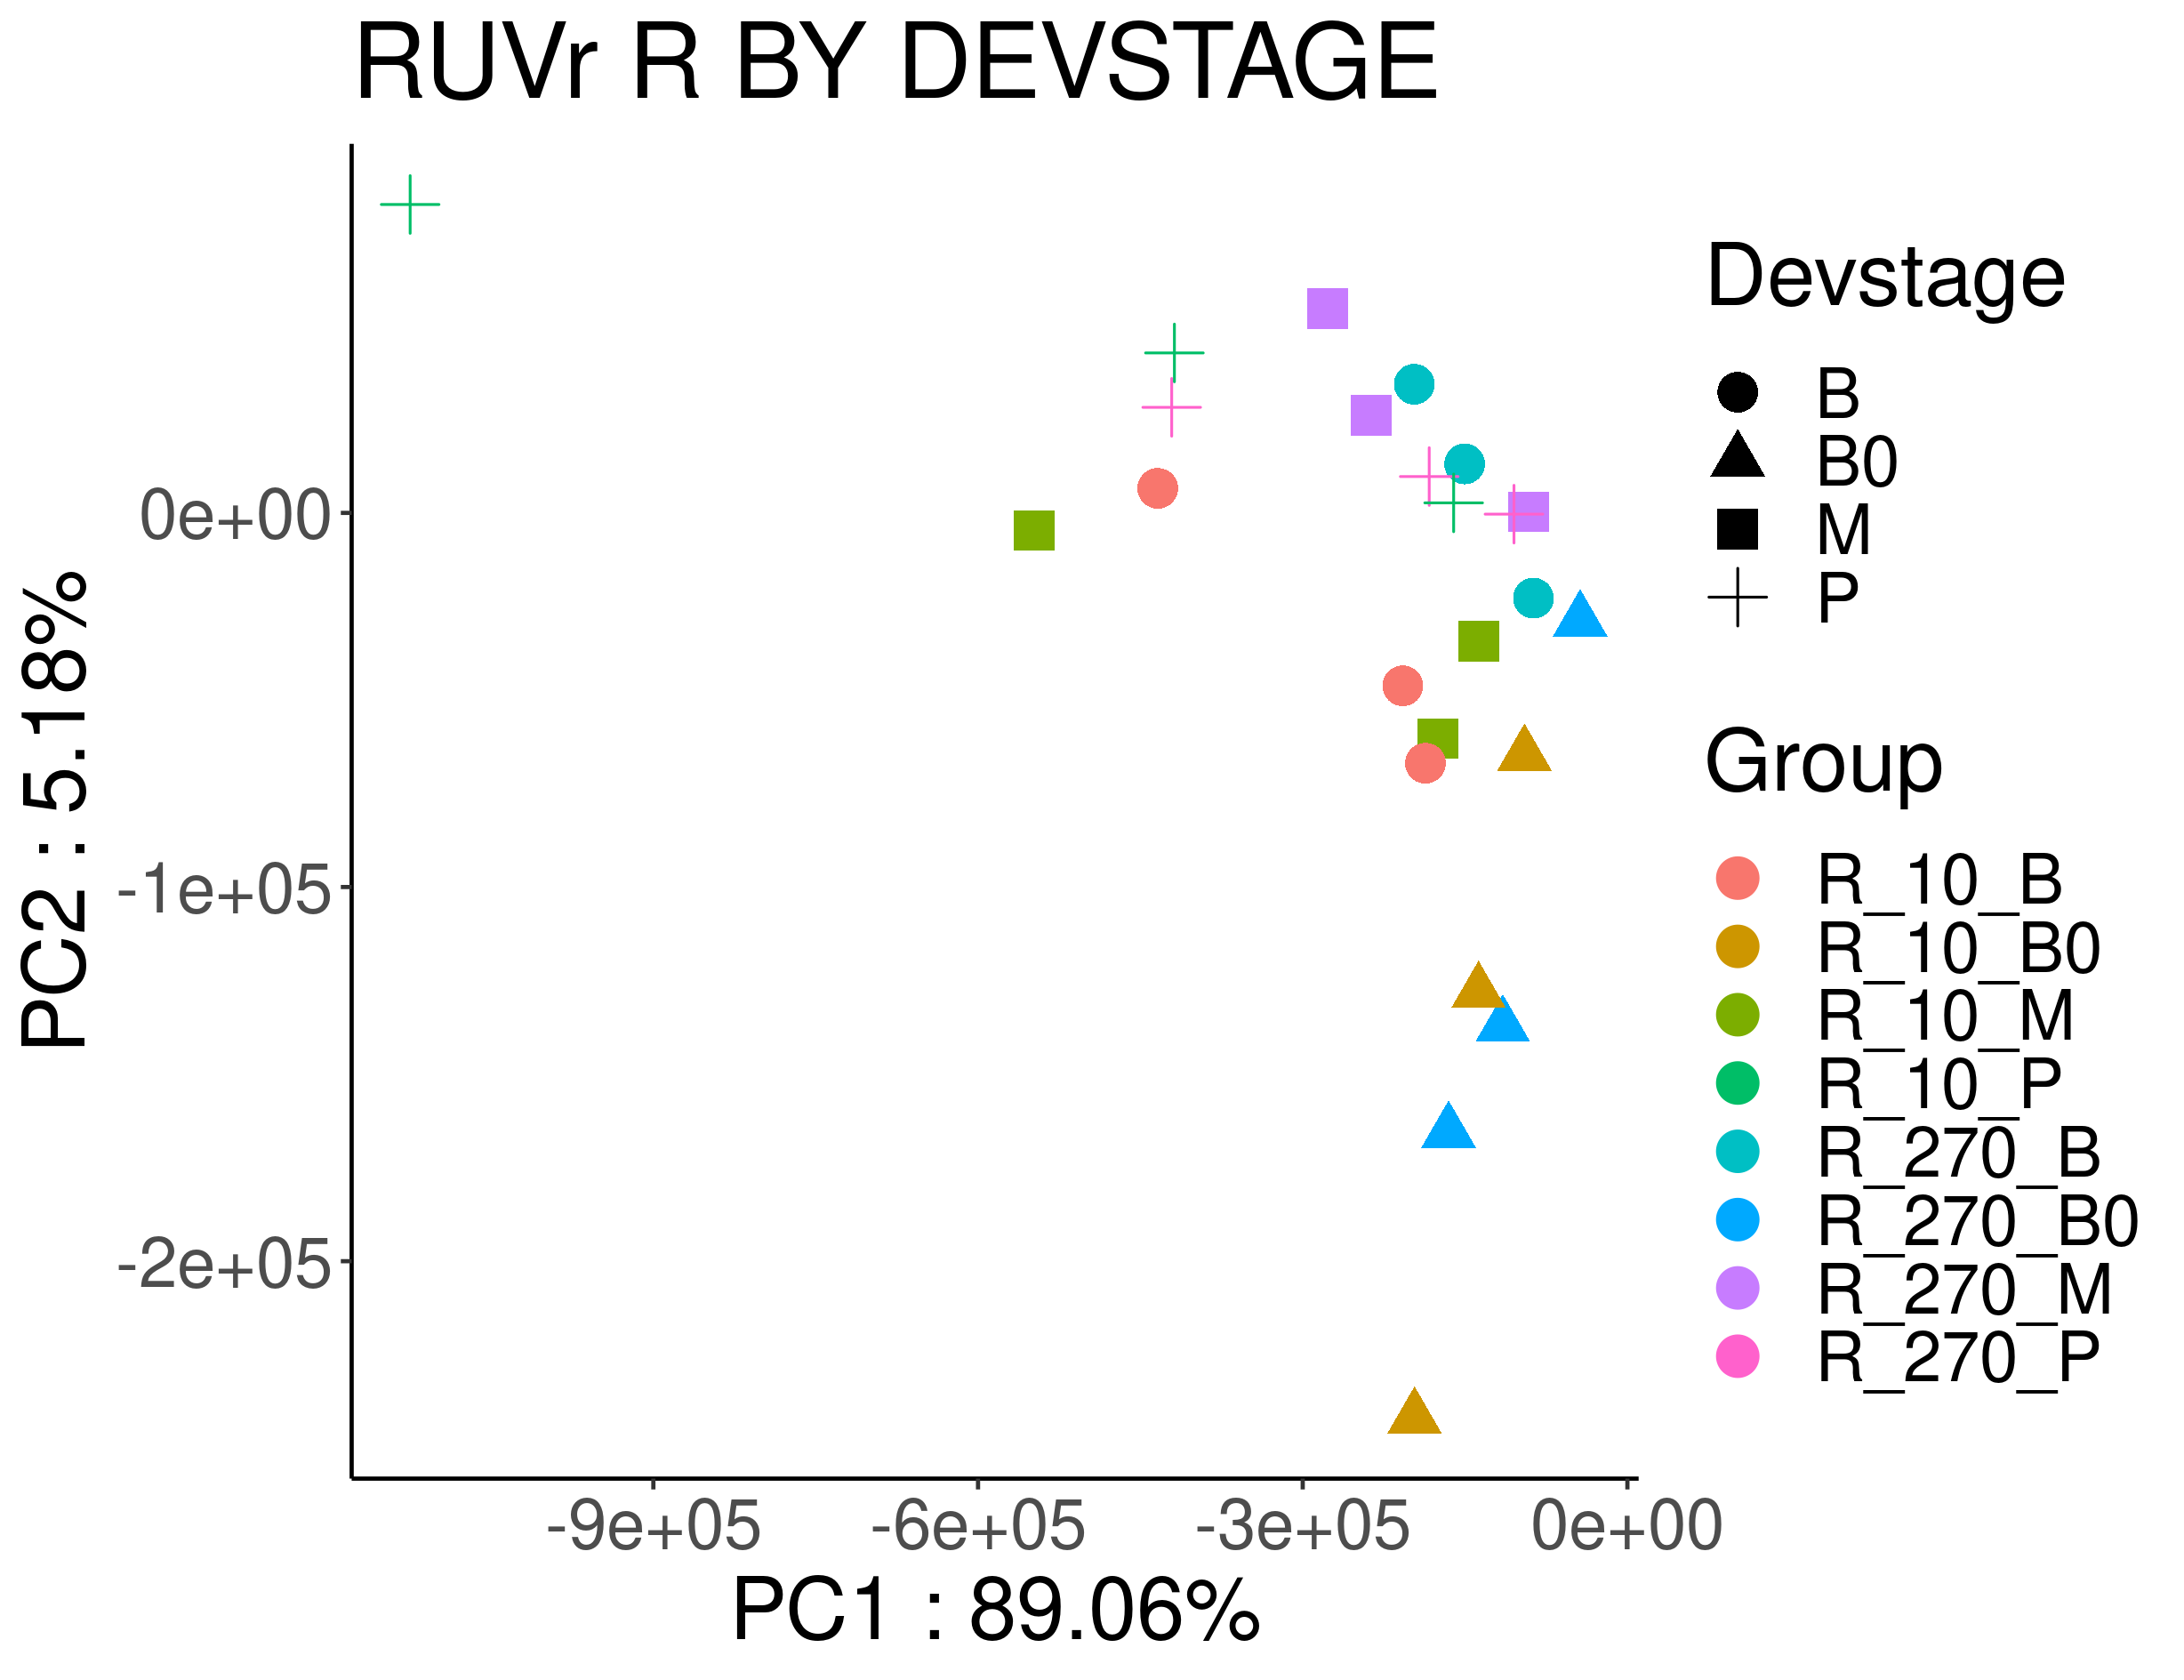 RUVr R BY DEVSTAGE
PC2 : 5.18%
0e+00
-1e+05
-2e+05
-9e+05
-6e+05
-3e+05
0e+00
PC1 : 89.06%
Devstage
B
B0
M
P
Group
R_10_B
R_10_B0
R_10_M
R_10_P
R_270_B
R_270_B0
R_270_M
R_270_P